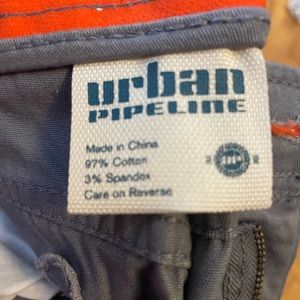 urban
PIPELINE
Made in China
97% Cotton
3% Spandex
Care on Reverse